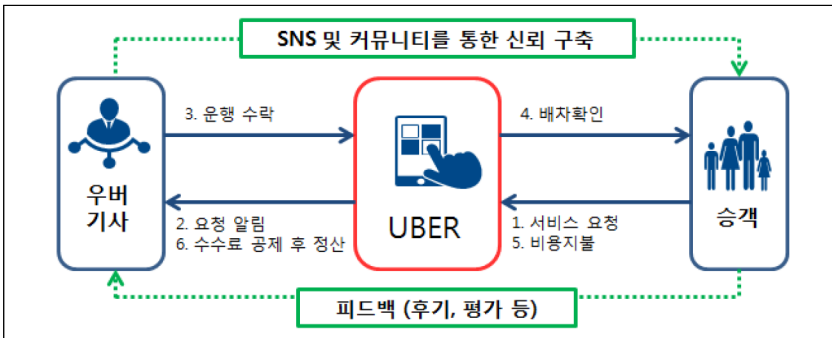 SNS 및 커뮤니티를 통한 신뢰 구축
3. 운행 수락
4. 배차확인
우버
기사
2. 요청 알림
6. 수수료 공제 후 정산
UBER
1. 서비스 요청
5. 비용지불
승객
피드백 (후기, 평가 등)